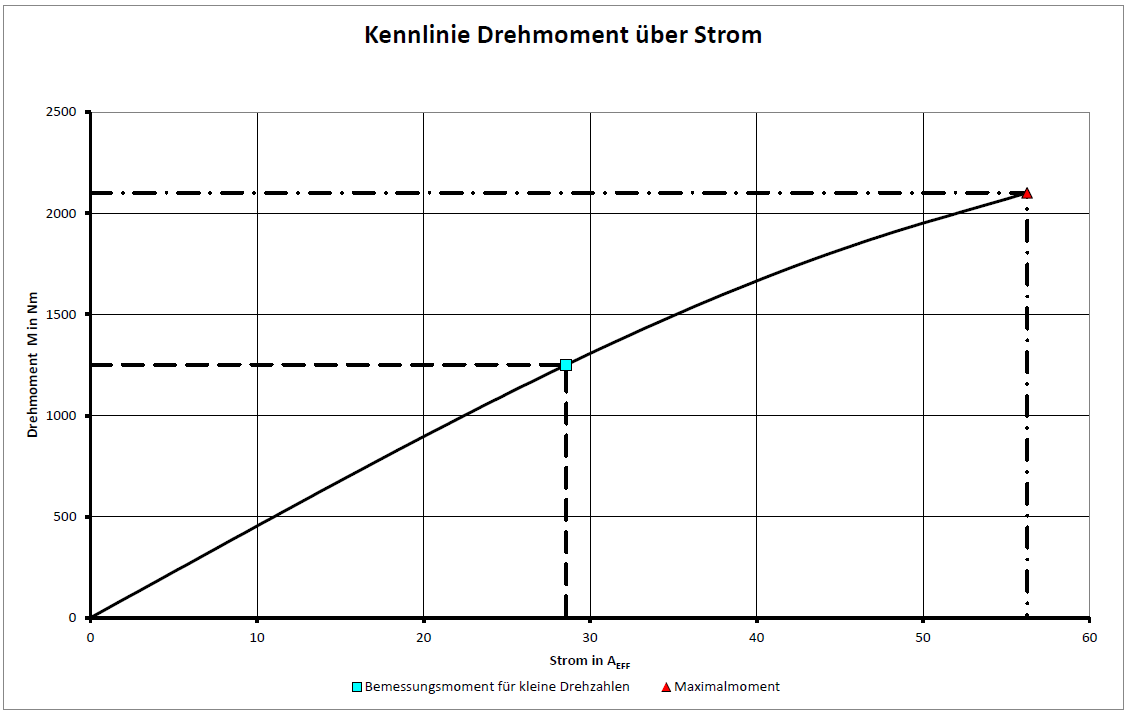 Kennlinie Drehmoment über Strom
2500
2000
1500
1000
500
0
Drehmoment M in Nm
0 10 20 30 40 50 60
Strom in AEFF
Bemessungsmoment für kleine Drehzahlen Maximalmoment